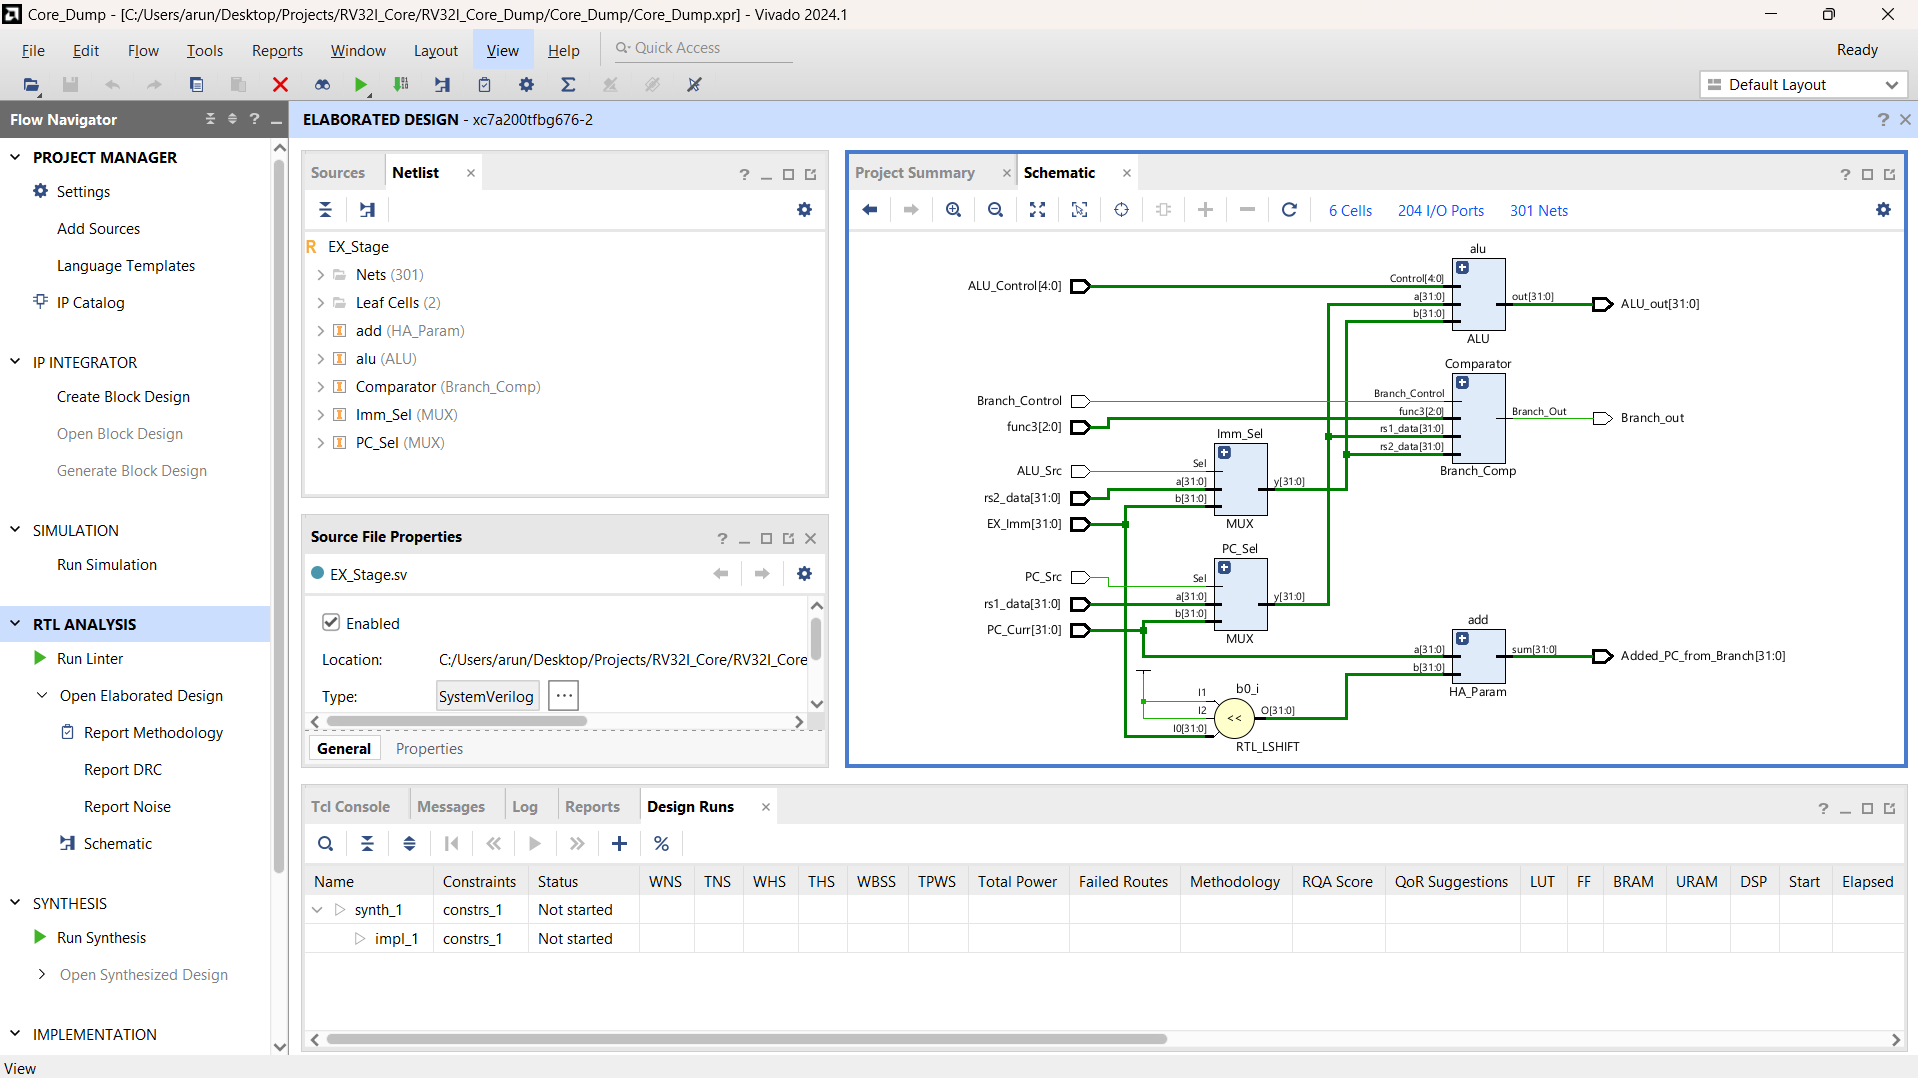 Core_Dump - [C:/Users/arun/Desktop/Projects/RV32I_Core/RV32I_Core_Dump/Core_Dump/Core_Dump.xpr] - Vivado 2024.1
File Edit Flow Tools Reports Window Layout View Help Quick Access Ready
Default Layout
Flow Navigator
PROJECT MANAGER
Settings
Add Sources
Language Templates
IP Catalog
IP INTEGRATOR
Create Block Design
Open Block Design
Generate Block Design
SIMULATION
Run Simulation
RTL ANALYSIS
Run Linter
Open Elaborated Design
Report Methodology
Report DRC
Report Noise
Schematic
SYNTHESIS
Run Synthesis
Open Synthesized Design
IMPLEMENTATION
View
ELABORATED DESIGN - xc7a200tfbg676-2
Sources Netlist
R EX_Stage
Nets (301)
Leaf Cells (2)
add (HA_Param)
alu (ALU)
Comparator (Branch_Comp)
Imm_Sel (MUX)
PC_Sel (MUX)
Source File Properties
EX_Stage.sv
Enabled
Location: C:/Users/arun/Desktop/Projects/RV32I_Core/RV32I_Core
Type: SystemVerilog ...
General Properties
Project Summary Schematic
6 Cells 204 I/O Ports 301 Nets
alu
ALU_Control[4:0] Control[4:0]
a[31:0] out[31:0] ALU_out[31:0]
b[31:0]
ALU
Comparator
Branch_Control Branch_Control
func3[2:0] func3[2:0] Branch_Out Branch_out
rs1_data[31:0]
rs2_data[31:0]
Branch_Comp
Imm_Sel
ALU_Src Sel
rs2_data[31:0] a[31:0] y[31:0]
b[31:0]
EX_Imm[31:0] MUX
PC_Sel
PC_Src Sel
rs1_data[31:0] a[31:0] y[31:0]
b[31:0]
PC_Curr[31:0] MUX
add
a[31:0] sum[31:0] Added_PC_from_Branch[31:0]
b[31:0]
HA_Param
b0_i
I1
I2 << O[31:0]
I0[31:0]
RTL_LSHIFT
Tcl Console Messages Log Reports Design Runs
Name Constraints Status WNS TNS WHS THS WBSS TPWS Total Power Failed Routes Methodology RQA Score QoR Suggestions LUT FF BRAM URAM DSP Start Elapsed
synth_1 constrs_1 Not started
impl_1 constrs_1 Not started